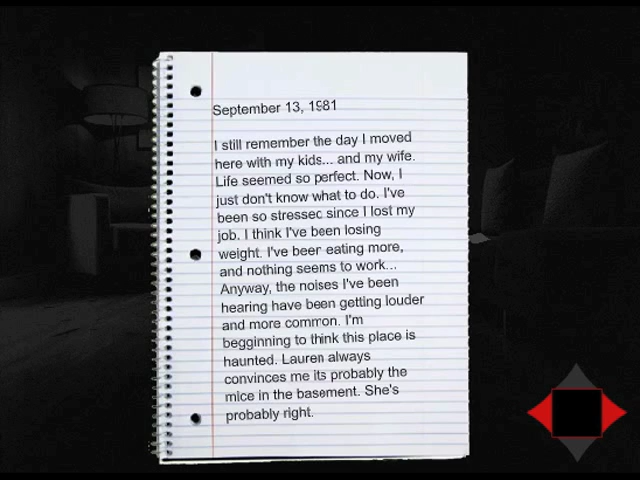 September 13, 1981
I still remember the day I moved
here with my kids... and my wife.
Life seemed so perfect. Now, I
just don't know what to do. I've
been so stressed since I lost my
job. I think I've been losing
weight. I've been eating more,
and nothing seems to work...
Anyway, the noises I've been
hearing have been getting louder
and more common. I'm
begginning to think this place is
haunted. Lauren always
convinces me its probably the
mice in the basement. She's
probably right.